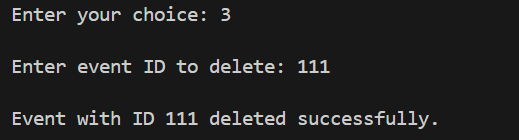 Enter your choice: 3
Enter event ID to delete: 111
Event with ID 111 deleted successfully.